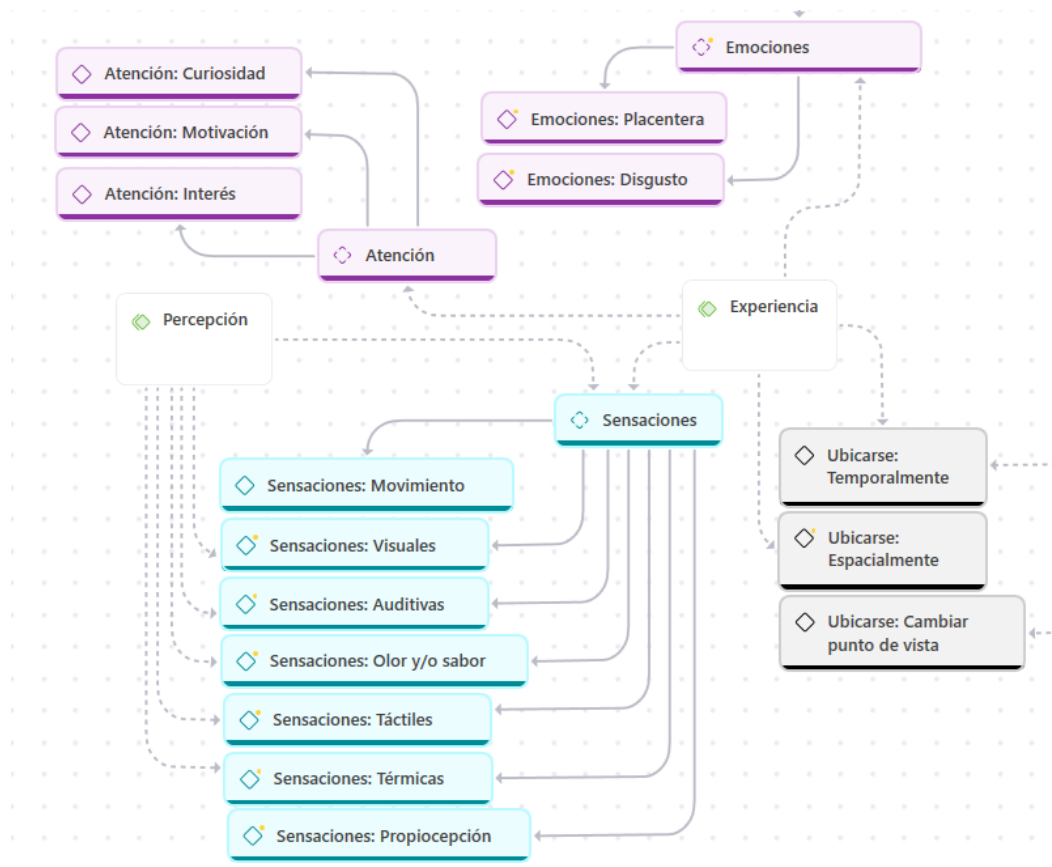 Emociones
Atención: Curiosidad
Emociones: Placentera
Atención: Motivación
Emociones: Disgusto
Atención: Interés
Atención
Percepción
Experiencia
Sensaciones
Ubicarse:
Temporalmente
Sensaciones: Movimiento
Sensaciones: Visuales
Ubicarse:
Espacialmente
Sensaciones: Auditivas
Ubicarse: Cambiar
punto de vista
Sensaciones: Olor y/o sabor
Sensaciones: Táctiles
Sensaciones: Térmicas
Sensaciones: Propiocepción